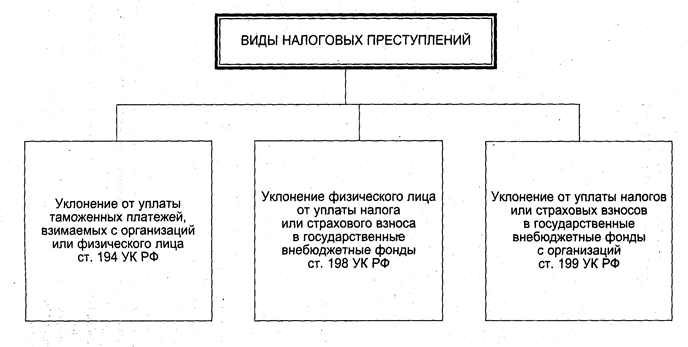 ВИДЫ НАЛОГОВЫХ ПРЕСТУПЛЕНИЙ
Уклонение от уплаты
таможенных платежей,
взимаемых с организаций
или физического лица
ст. 194 УК РФ
Уклонение физического лица
от уплаты налога
или страхового взноса
в государственные
внебюджетные фонды
ст. 198 УК РФ
Уклонение от уплаты налогов
или страховых взносов
в государственные
внебюджетные фонды
с организаций
ст. 199 УК РФ